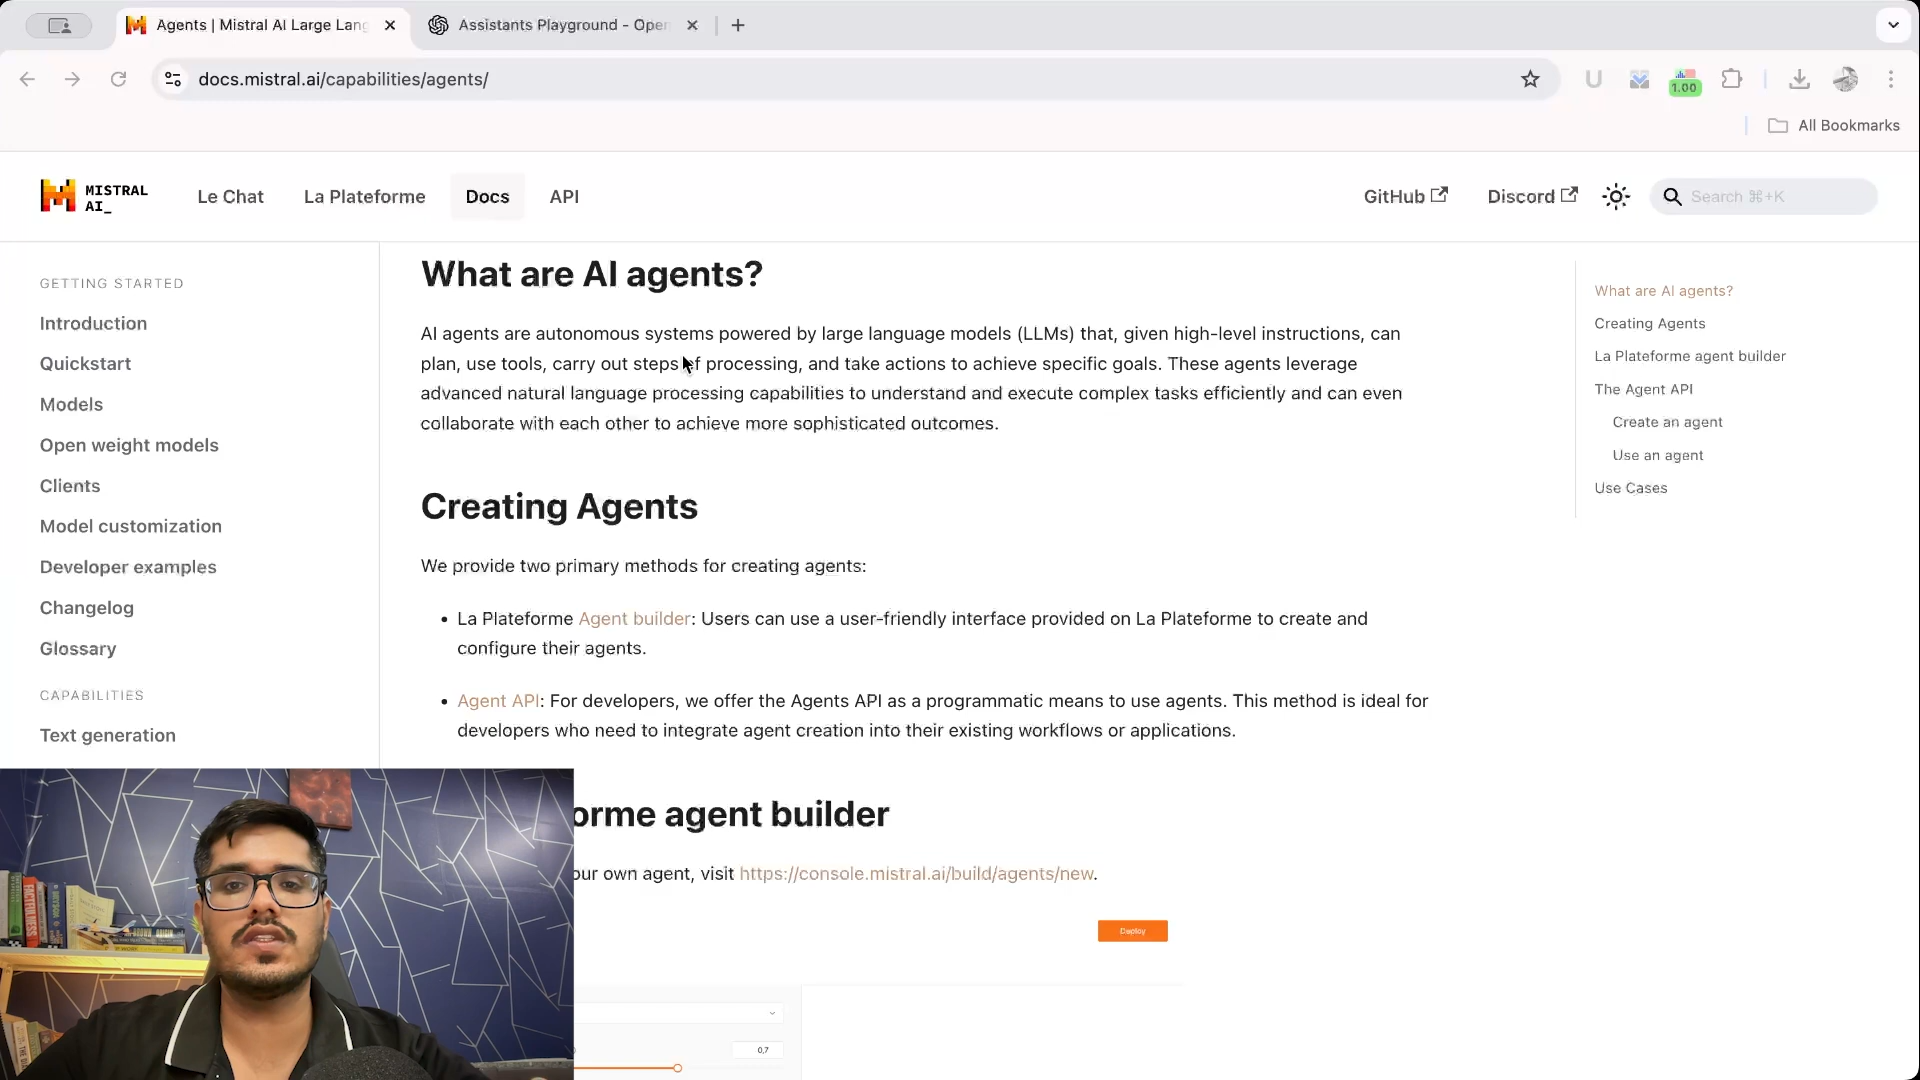 Agents | Mistral AI Large Lang
Assistants Playground - Open
docs.mistral.ai/capabilities/agents/
1.00
All Bookmarks
MISTRAL
AI_
Le Chat
La Plateforme
Docs
API
GitHub
Discord
Search ⌘+K
GETTING STARTED
Introduction
Quickstart
Models
Open weight models
Clients
Model customization
Developer examples
Changelog
Glossary
CAPABILITIES
Text generation
What are AI agents?
AI agents are autonomous systems powered by large language models (LLMs) that, given high-level instructions, can
plan, use tools, carry out steps of processing, and take actions to achieve specific goals. These agents leverage
advanced natural language processing capabilities to understand and execute complex tasks efficiently and can even
collaborate with each other to achieve more sophisticated outcomes.
Creating Agents
We provide two primary methods for creating agents:
• La Plateforme Agent builder: Users can use a user-friendly interface provided on La Plateforme to create and
configure their agents.
• Agent API: For developers, we offer the Agents API as a programmatic means to use agents. This method is ideal for
developers who need to integrate agent creation into their existing workflows or applications.
orme agent builder
our own agent, visit https://console.mistral.ai/build/agents/new.
Deploy
0,7
What are AI agents?
Creating Agents
La Plateforme agent builder
The Agent API
Create an agent
Use an agent
Use Cases
FACTFULNESS